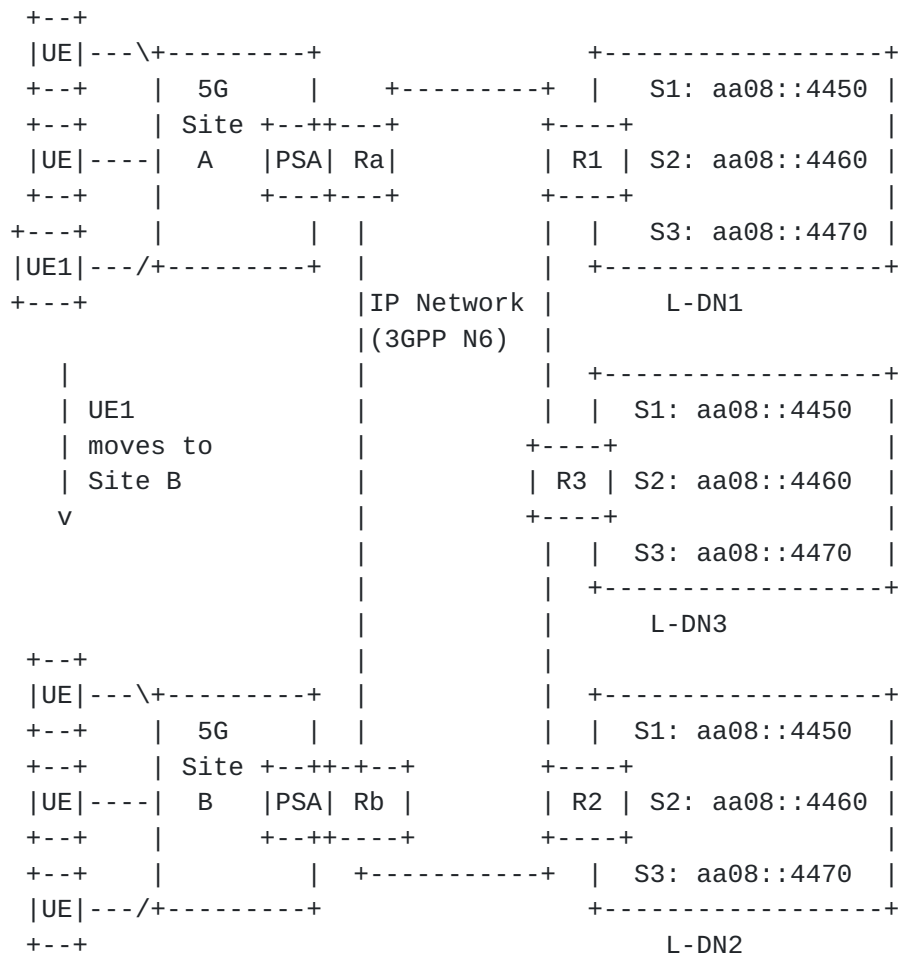 +--+
|UE|---\+---------+                 +------------------+
+--+    |  5G     |    +---------+  |   S1: aa08::4450 |
+--+    | Site +--++---+         +----+                |
|UE|----|  A   |PSA| Ra|         | R1 | S2: aa08::4460 |
+--+    |      +---+---+         +----+                |
+---+    |         |  |           |  |   S3: aa08::4470 |
|UE1|---/+---------+  |           |  +------------------+
+---+                 |IP Network |       L-DN1
|(3GPP N6)  |
|                  |           |  +------------------+
| UE1              |           |  |  S1: aa08::4450  |
| moves to         |          +----+                 |
| Site B           |          | R3 | S2: aa08::4460  |
v                  |          +----+                 |
|           |  |  S3: aa08::4470  |
|           |  +------------------+
|           |      L-DN3
+--+                  |           |
|UE|---\+---------+  |           |  +------------------+
+--+    |  5G     |  |           |  |  S1: aa08::4450  |
+--+    | Site +--++-+--+        +----+                |
|UE|----|  B   |PSA| Rb |        | R2 | S2: aa08::4460 |
+--+    |      +--++----+        +----+                |
+--+    |         |  +-----------+  |  S3: aa08::4470  |
|UE|---/+---------+                 +------------------+
+--+                                     L-DN2